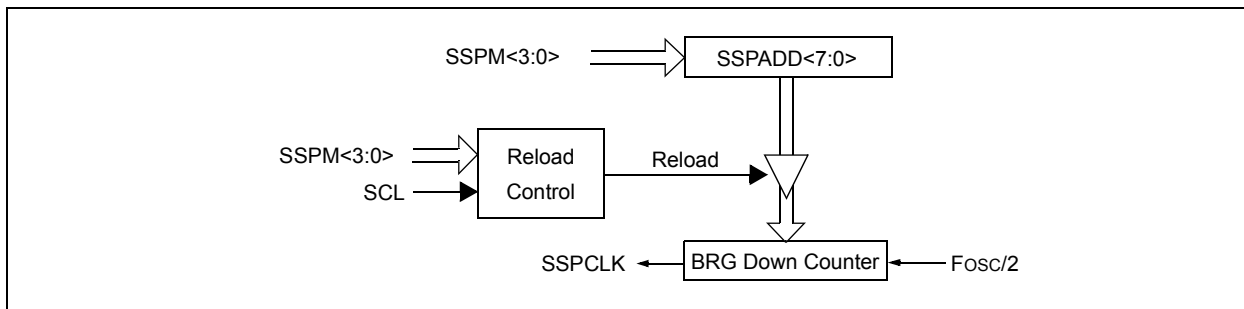 SSPM<3:0>
SSPADD<7:0>
SSPM<3:0>
SCL
Reload
Control
Reload
SSPCLK
BRG Down Counter
FOSC/2